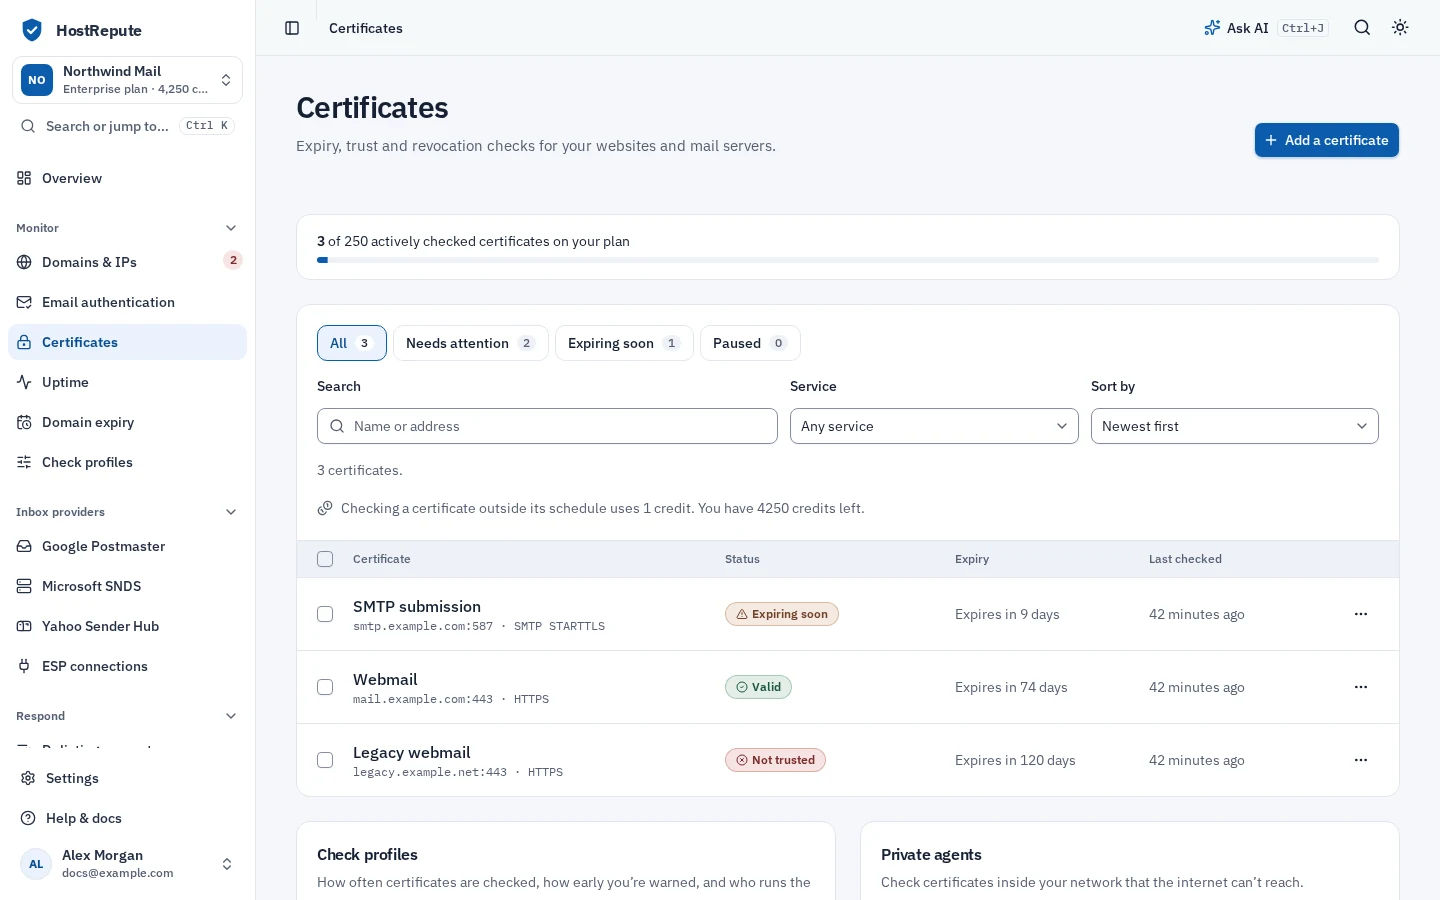 HostRepute
NO
Northwind Mail
Enterprise plan · 4,250 c...
Search or jump to...
Ctrl K
Overview
Monitor
Domains & IPs
2
Email authentication
Certificates
Uptime
Domain expiry
Check profiles
Inbox providers
Google Postmaster
Microsoft SNDS
Yahoo Sender Hub
ESP connections
Respond
Settings
Help & docs
AL
Alex Morgan
docs@example.com
Certificates
Ask AI
Ctrl+J
Certificates
Expiry, trust and revocation checks for your websites and mail servers.
Add a certificate
3 of 250 actively checked certificates on your plan
All 3
Needs attention 2
Expiring soon 1
Paused 0
Search
Service
Sort by
Name or address
Any service
Newest first
3 certificates.
Checking a certificate outside its schedule uses 1 credit. You have 4250 credits left.
Certificate
Status
Expiry
Last checked
SMTP submission
smtp.example.com:587 · SMTP STARTTLS
Expiring soon
Expires in 9 days
42 minutes ago
Webmail
mail.example.com:443 · HTTPS
Valid
Expires in 74 days
42 minutes ago
Legacy webmail
legacy.example.net:443 · HTTPS
Not trusted
Expires in 120 days
42 minutes ago
Check profiles
How often certificates are checked, how early you're warned, and who runs the
Private agents
Check certificates inside your network that the internet can't reach.